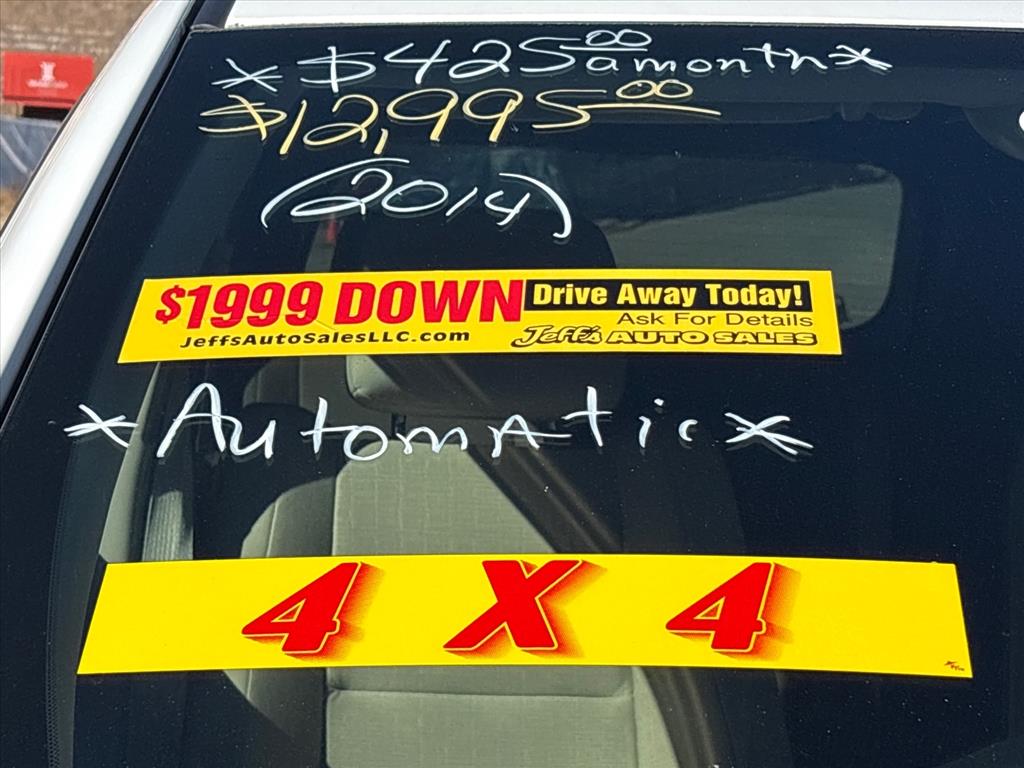 *$425 00 a month*
$12,995 00
(2014)
$1999 DOWN
JeffsAutoSalesLLC.com
Drive Away Today!
Ask For Details
Jeff's AUTO SALES
*Automatic*
4 X 4